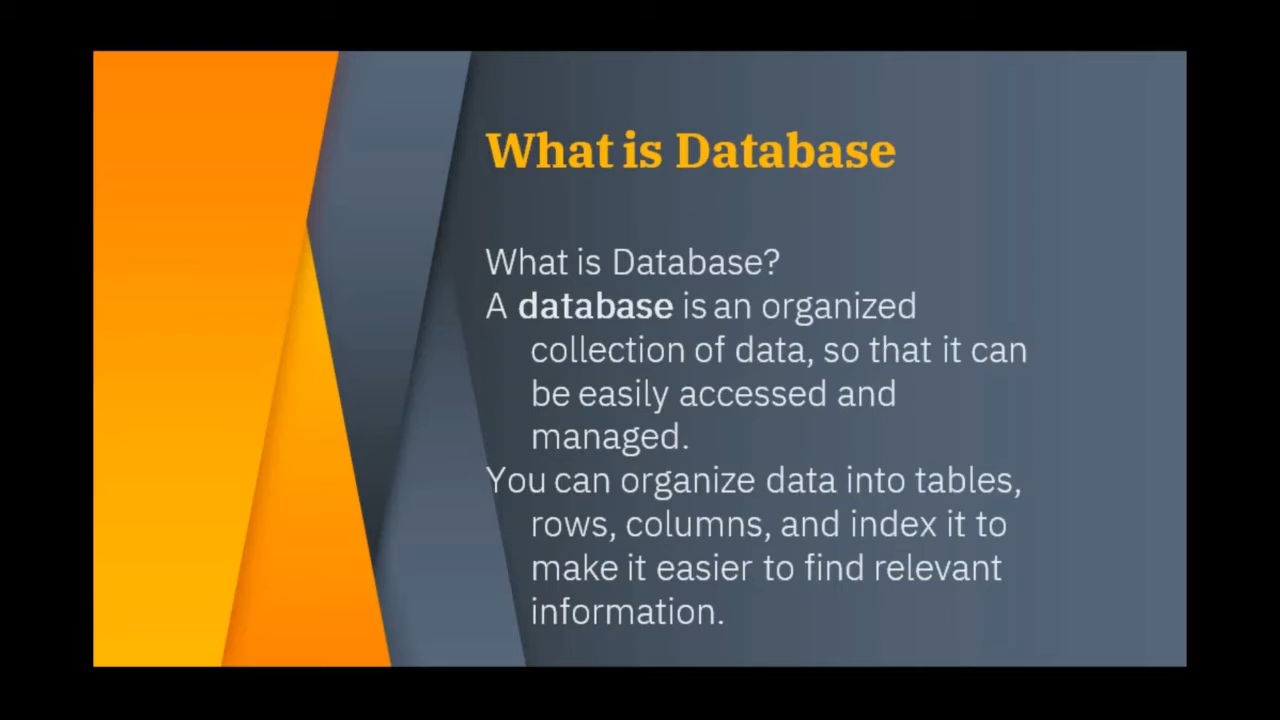 What is Database
What is Database?
A database is an organized
collection of data, so that it can
be easily accessed and
managed.
You can organize data into tables,
rows, columns, and index it to
make it easier to find relevant
information.